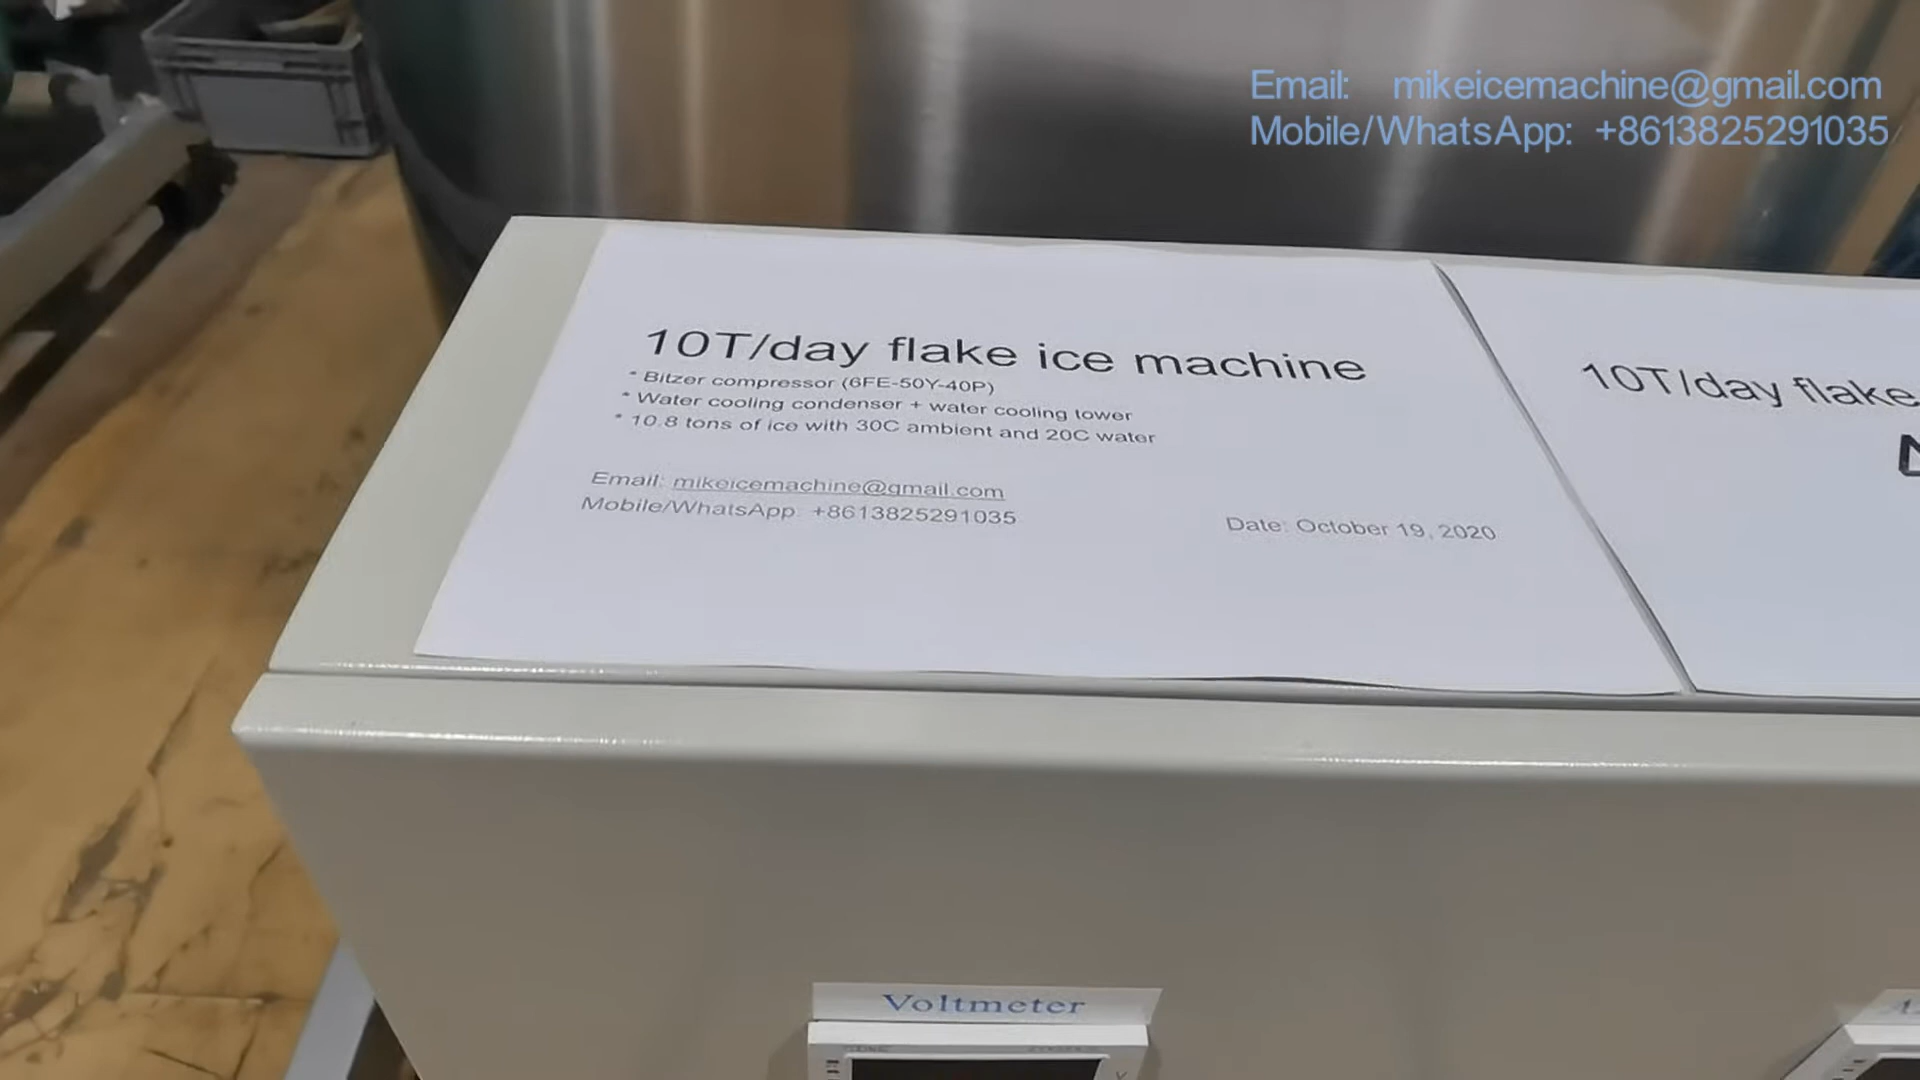 Email: mikeicemachine@gmail.com
Mobile/WhatsApp: +8613825291035
10T/day flake ice machine
* Bitzer compressor (6FE-50Y-40P)
* Water cooling condenser + water cooling tower
* 10.8 tons of ice with 30C ambient and 20C water
Email: mikeicemachine@gmail.com
Mobile/WhatsApp: +8613825291035
Date: October 19, 2020
10T/day flake
Voltmeter